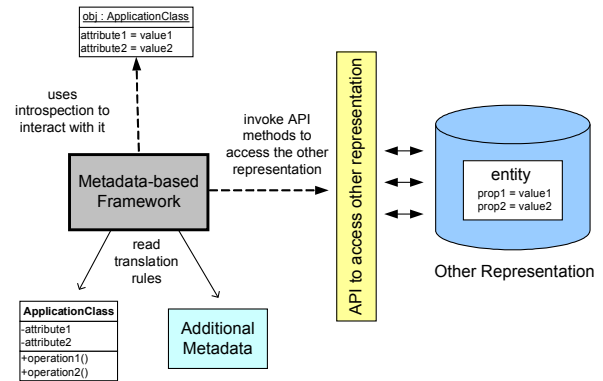 obj : ApplicationClass
attribute1 = value1
attribute2 = value2
uses
introspection to
interact with it
invoke API
methods to
access the other
representation
Metadata-based
Framework
read
translation
rules
ApplicationClass
-attribute1
-attribute2
+operation1()
+operation2()
Additional
Metadata
API to access other representation
entity
prop1 = value1
prop2 = value2
Other Representation